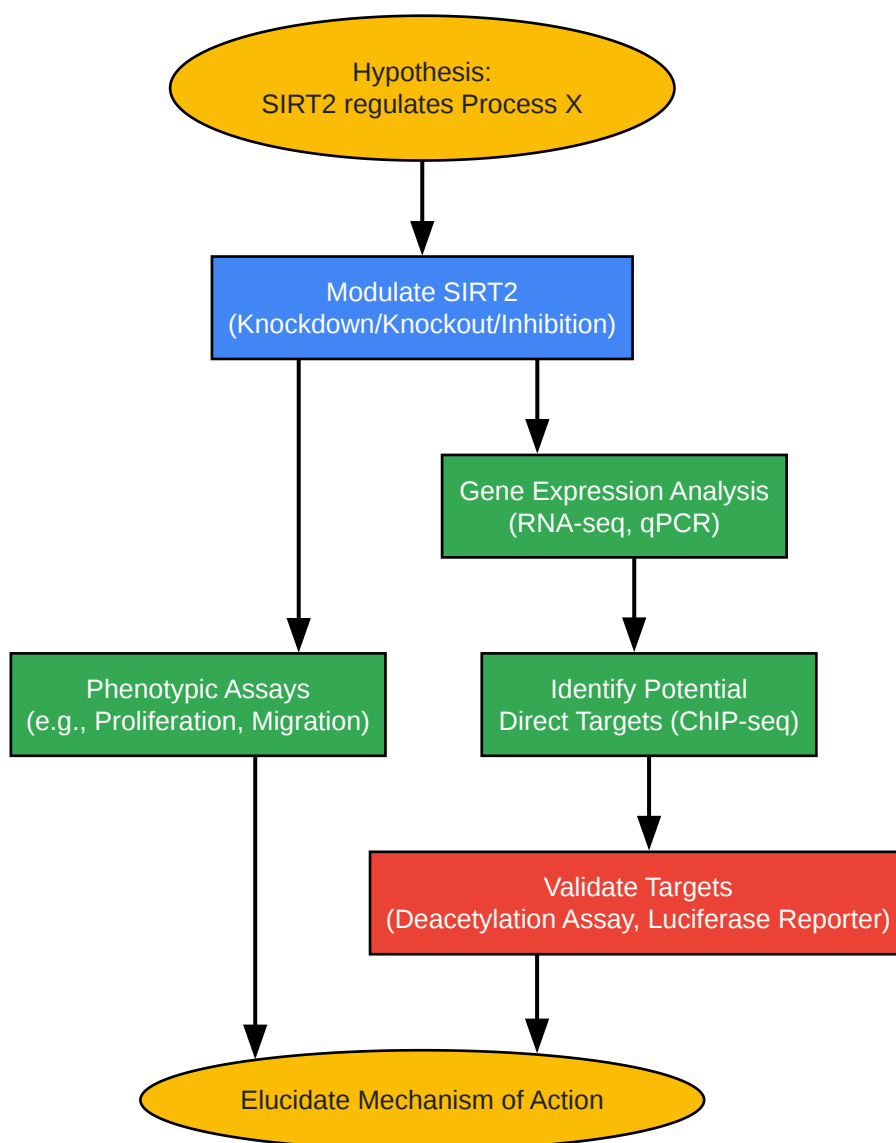 Hypothesis:
SIRT2 regulates Process X
Modulate SIRT2
(Knockdown/Knockout/Inhibition)
Gene Expression Analysis
(RNA-seq, qPCR)
Phenotypic Assays
(e.g., Proliferation, Migration)
Identify Potential
Direct Targets (ChIP-seq)
Validate Targets
(Deacetylation Assay, Luciferase Reporter)
Elucidate Mechanism of Action